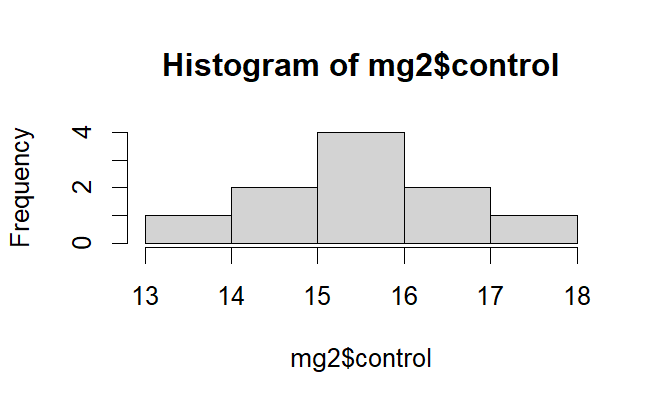 Histogram of mg2$control
Frequency
4
2
0
13 14 15 16 17 18
mg2$control